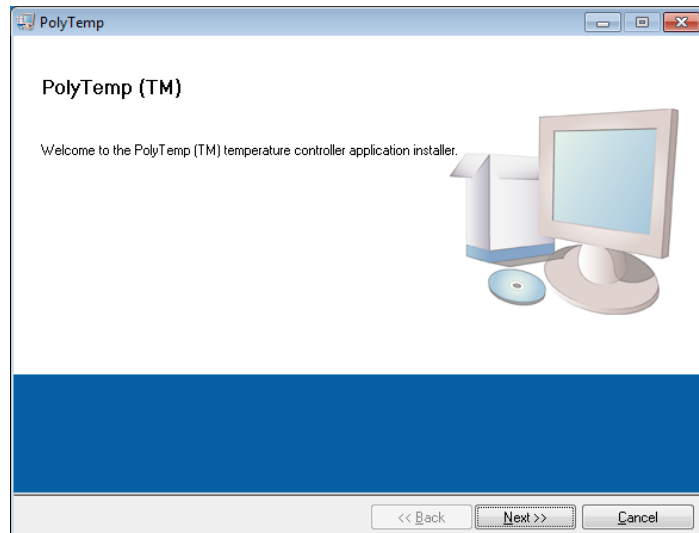 PolyTemp
PolyTemp (TM)
Welcome to the PolyTemp (TM) temperature controller application installer.
<< Back
Next >>
Cancel